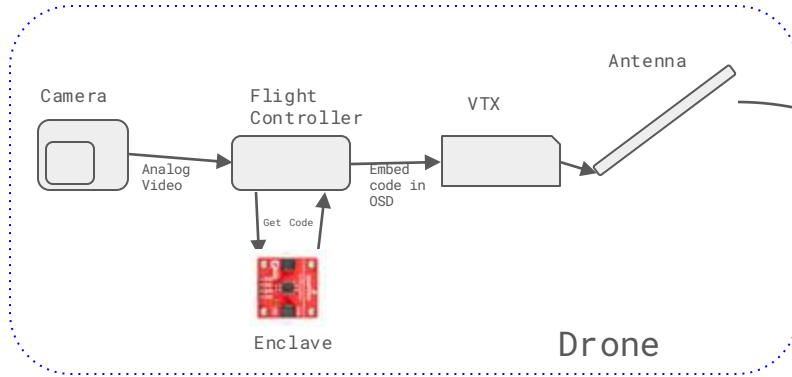 Camera
Flight
Controller
VTX
Antenna
Analog
Video
Embed
code in
OSD
Get Code
Enclave
Drone